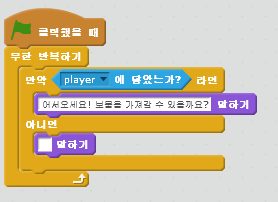 클릭했을 때
무한 반복하기
만약 player 에 닿았는가? 라면
어서오세요! 보물을 가져갈 수 있을까요? 말하기
아니면
말하기